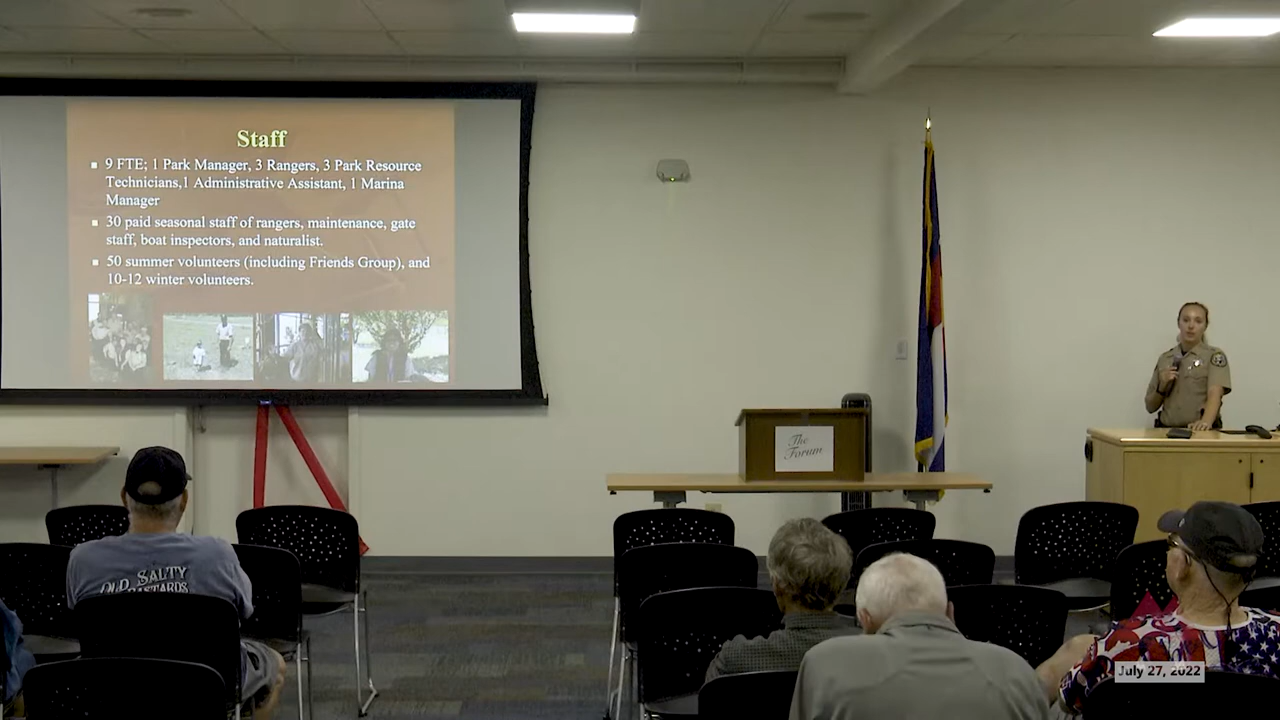 Staff
▪ 9 FTE; 1 Park Manager, 3 Rangers, 3 Park Resource
Technicians,1 Administrative Assistant, 1 Marina
Manager
▪ 30 paid seasonal staff of rangers, maintenance, gate
staff, boat inspectors, and naturalist.
▪ 50 summer volunteers (including Friends Group), and
10-12 winter volunteers.
The
Forum
OLD SALTY
BASTARDS
July 27, 2022